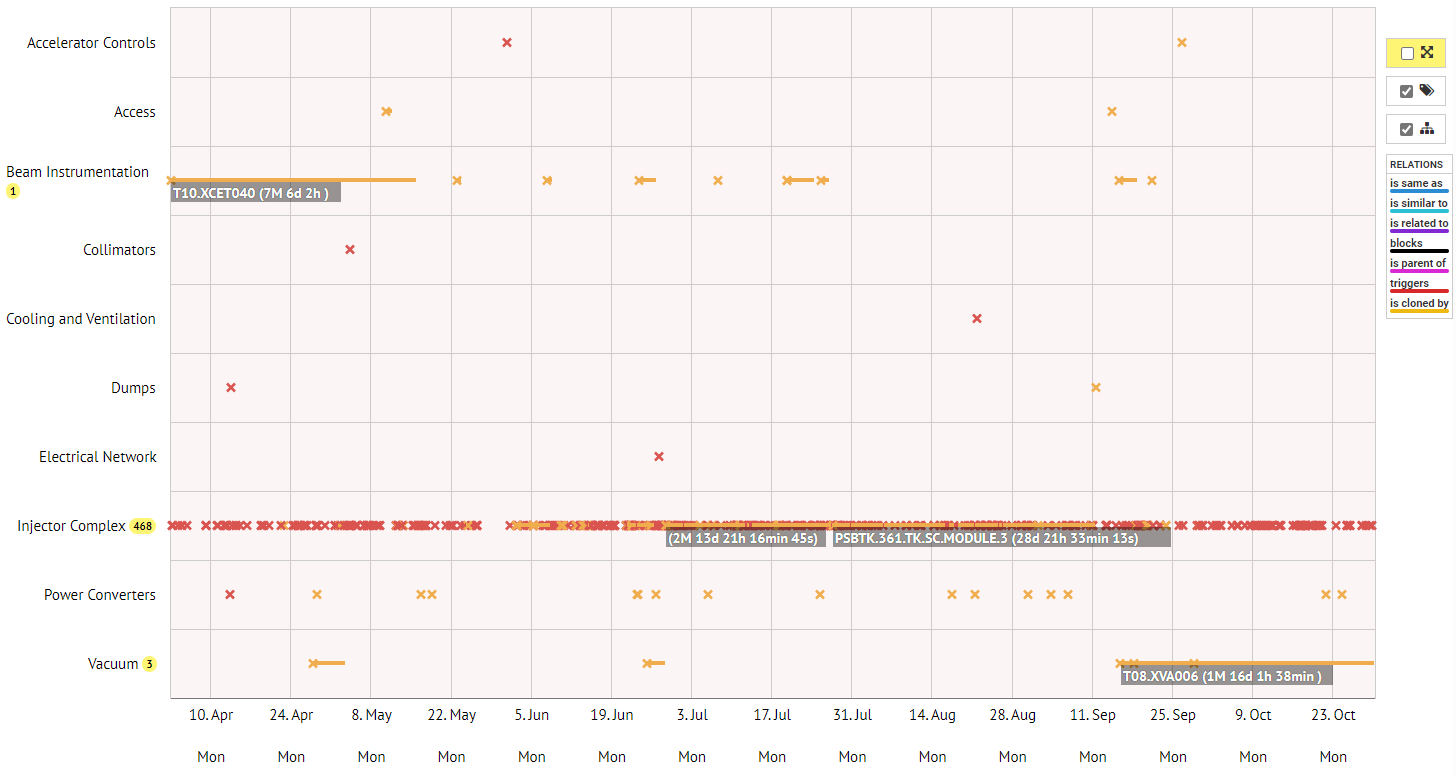 Accelerator Controls
Access
Beam Instrumentation
1
T10.XCET040 (7M 6d 2h )
Collimators
Cooling and Ventilation
Dumps
Electrical Network
Injector Complex 468
(2M 13d 21h 16min 45s) PSBTK.361.TK.SC.MODULE.3 (28d 21h 33min 13s)
Power Converters
Vacuum 3
T08.XVA006 (1M 16d 1h 38min )
10. Apr 24. Apr 8. May 22. May 5. Jun 19. Jun 3. Jul 17. Jul 31. Jul 14. Aug 28. Aug 11. Sep 25. Sep 9. Oct 23. Oct
Mon Mon Mon Mon Mon Mon Mon Mon Mon Mon Mon Mon Mon Mon Mon
RELATIONS
is same as
is similar to
is related to
blocks
is parent of
triggers
is cloned by